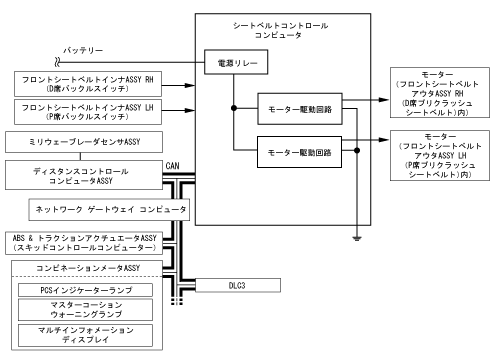 シートベルトコントロール
コンピュータ
バッテリー
電源リレー
フロントシートベルトインナASSY RH
(D席バックルスイッチ)
フロントシートベルトインナASSY LH
(P席バックルスイッチ)
モーター駆動回路
モーター駆動回路
モーター
(フロントシートベルト
アウタASSY RH
(D席プリクラッシュ
シートベルト)内)
モーター
(フロントシートベルト
アウタASSY LH
(P席プリクラッシュ
シートベルト)内)
ミリウェーブレーダセンサASSY
ディスタンスコントロール
コンピュータASSY
CAN
ネットワーク ゲートウェイ コンピュータ
ABS & トラクションアクチュエータASSY
(スキッドコントロールコンピューター)
コンビネーションメータASSY
PCSインジケーターランプ
マスターコーション
ウォーニングランプ
マルチインフォメーション
ディスプレイ
DLC3